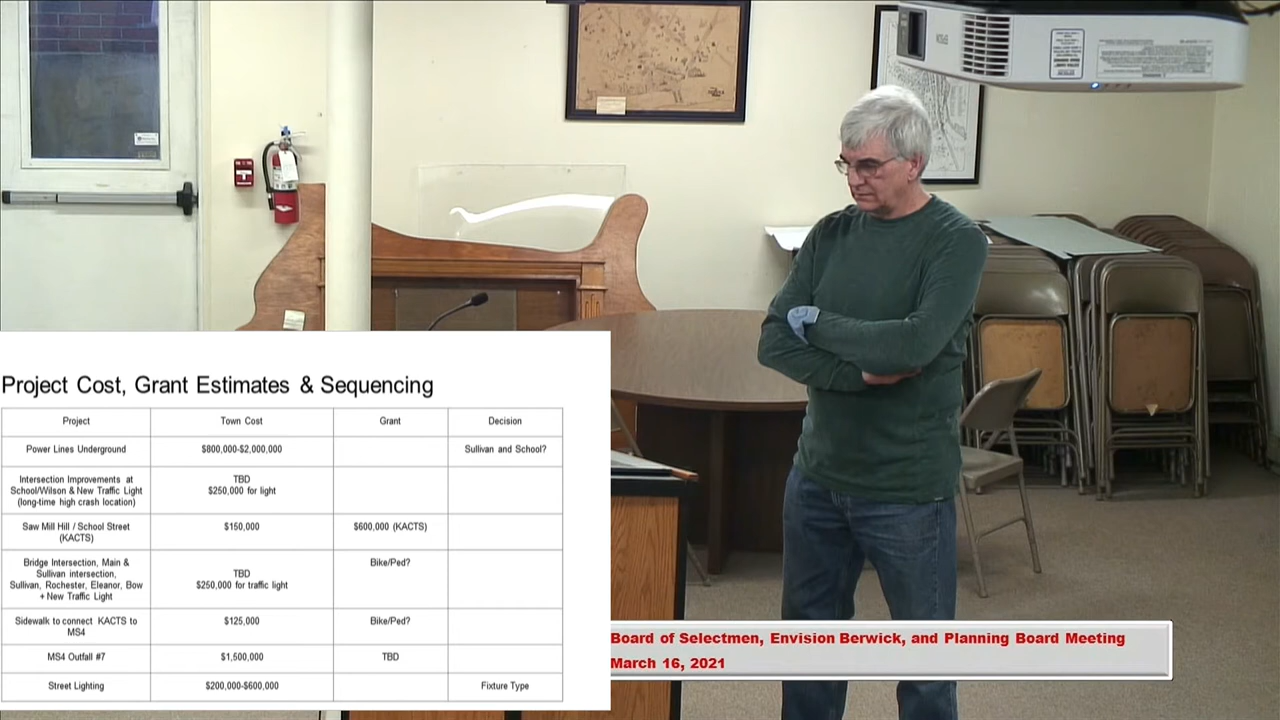 EPSON
Project Cost, Grant Estimates & Sequencing
Project Town Cost Grant Decision
Power Lines Underground $800,000-$2,000,000 Sullivan and School?
Intersection Improvements at
School/Wilson & New Traffic Light
(long-time high crash location)
TBD
$250,000 for light
Saw Mill Hill / School Street
(KACTS)
$150,000
$600,000 (KACTS)
Bridge Intersection, Main &
Sullivan intersection,
Sullivan, Rochester, Eleanor, Bow
+ New Traffic Light
TBD
$250,000 for traffic light
Bike/Ped?
Sidewalk to connect KACTS to
MS4
$125,000
Bike/Ped?
MS4 Outfall #7 $1,500,000 TBD
Street Lighting $200,000-$600,000 Fixture Type
Board of Selectmen, Envision Berwick, and Planning Board Meeting
March 16, 2021